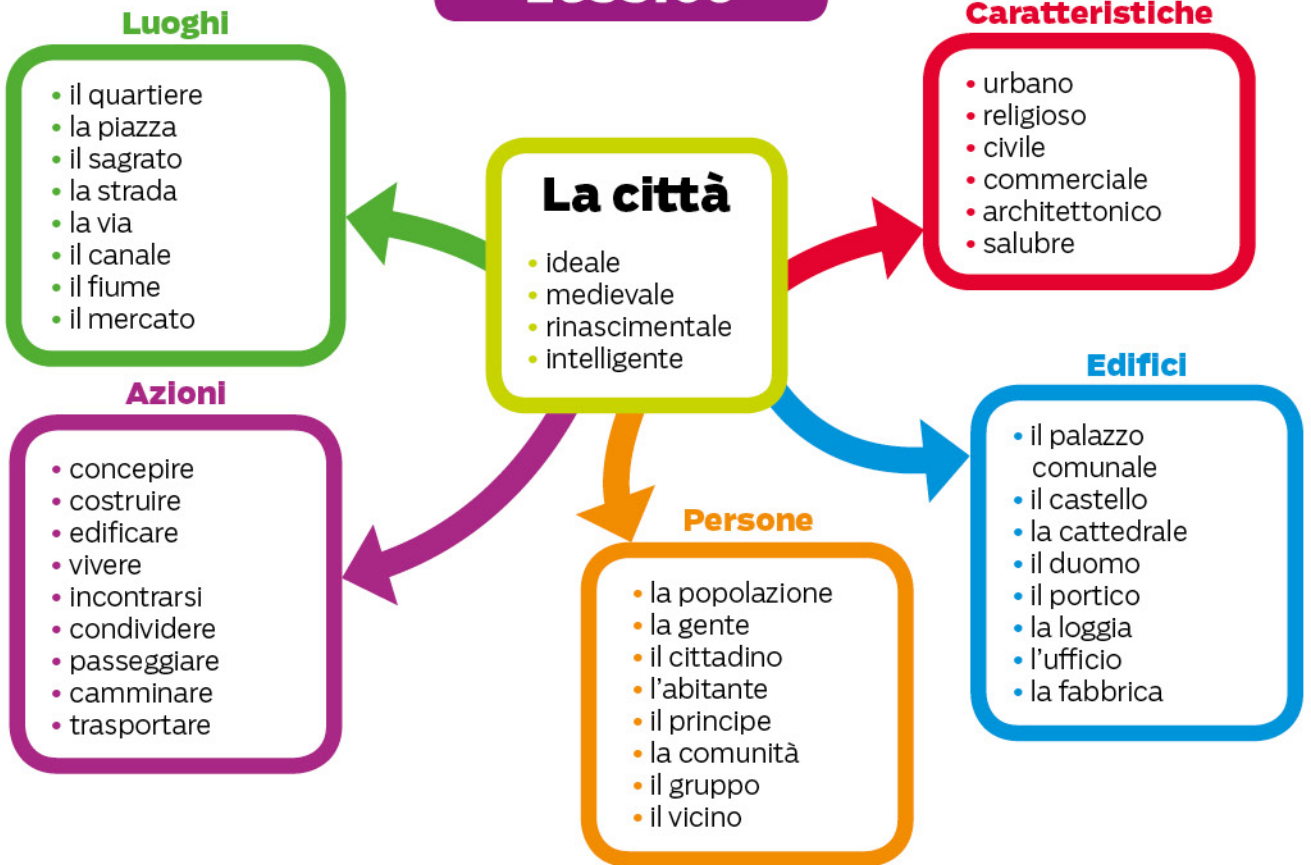 Luoghi
• il quartiere
• la piazza
• il sagrato
• la strada
• la via
• il canale
• il fiume
• il mercato
La città
• ideale
• medievale
• rinascimentale
• intelligente
Caratteristiche
• urbano
• religioso
• civile
• commerciale
• architettonico
• salubre
Azioni
• concepire
• costruire
• edificare
• vivere
• incontrarsi
• condividere
• passeggiare
• camminare
• trasportare
Persone
• la popolazione
• la gente
• il cittadino
• l'abitante
• il principe
• la comunità
• il gruppo
• il vicino
Edifici
• il palazzo
comunale
• il castello
• la cattedrale
• il duomo
• il portico
• la loggia
• l'ufficio
• la fabbrica